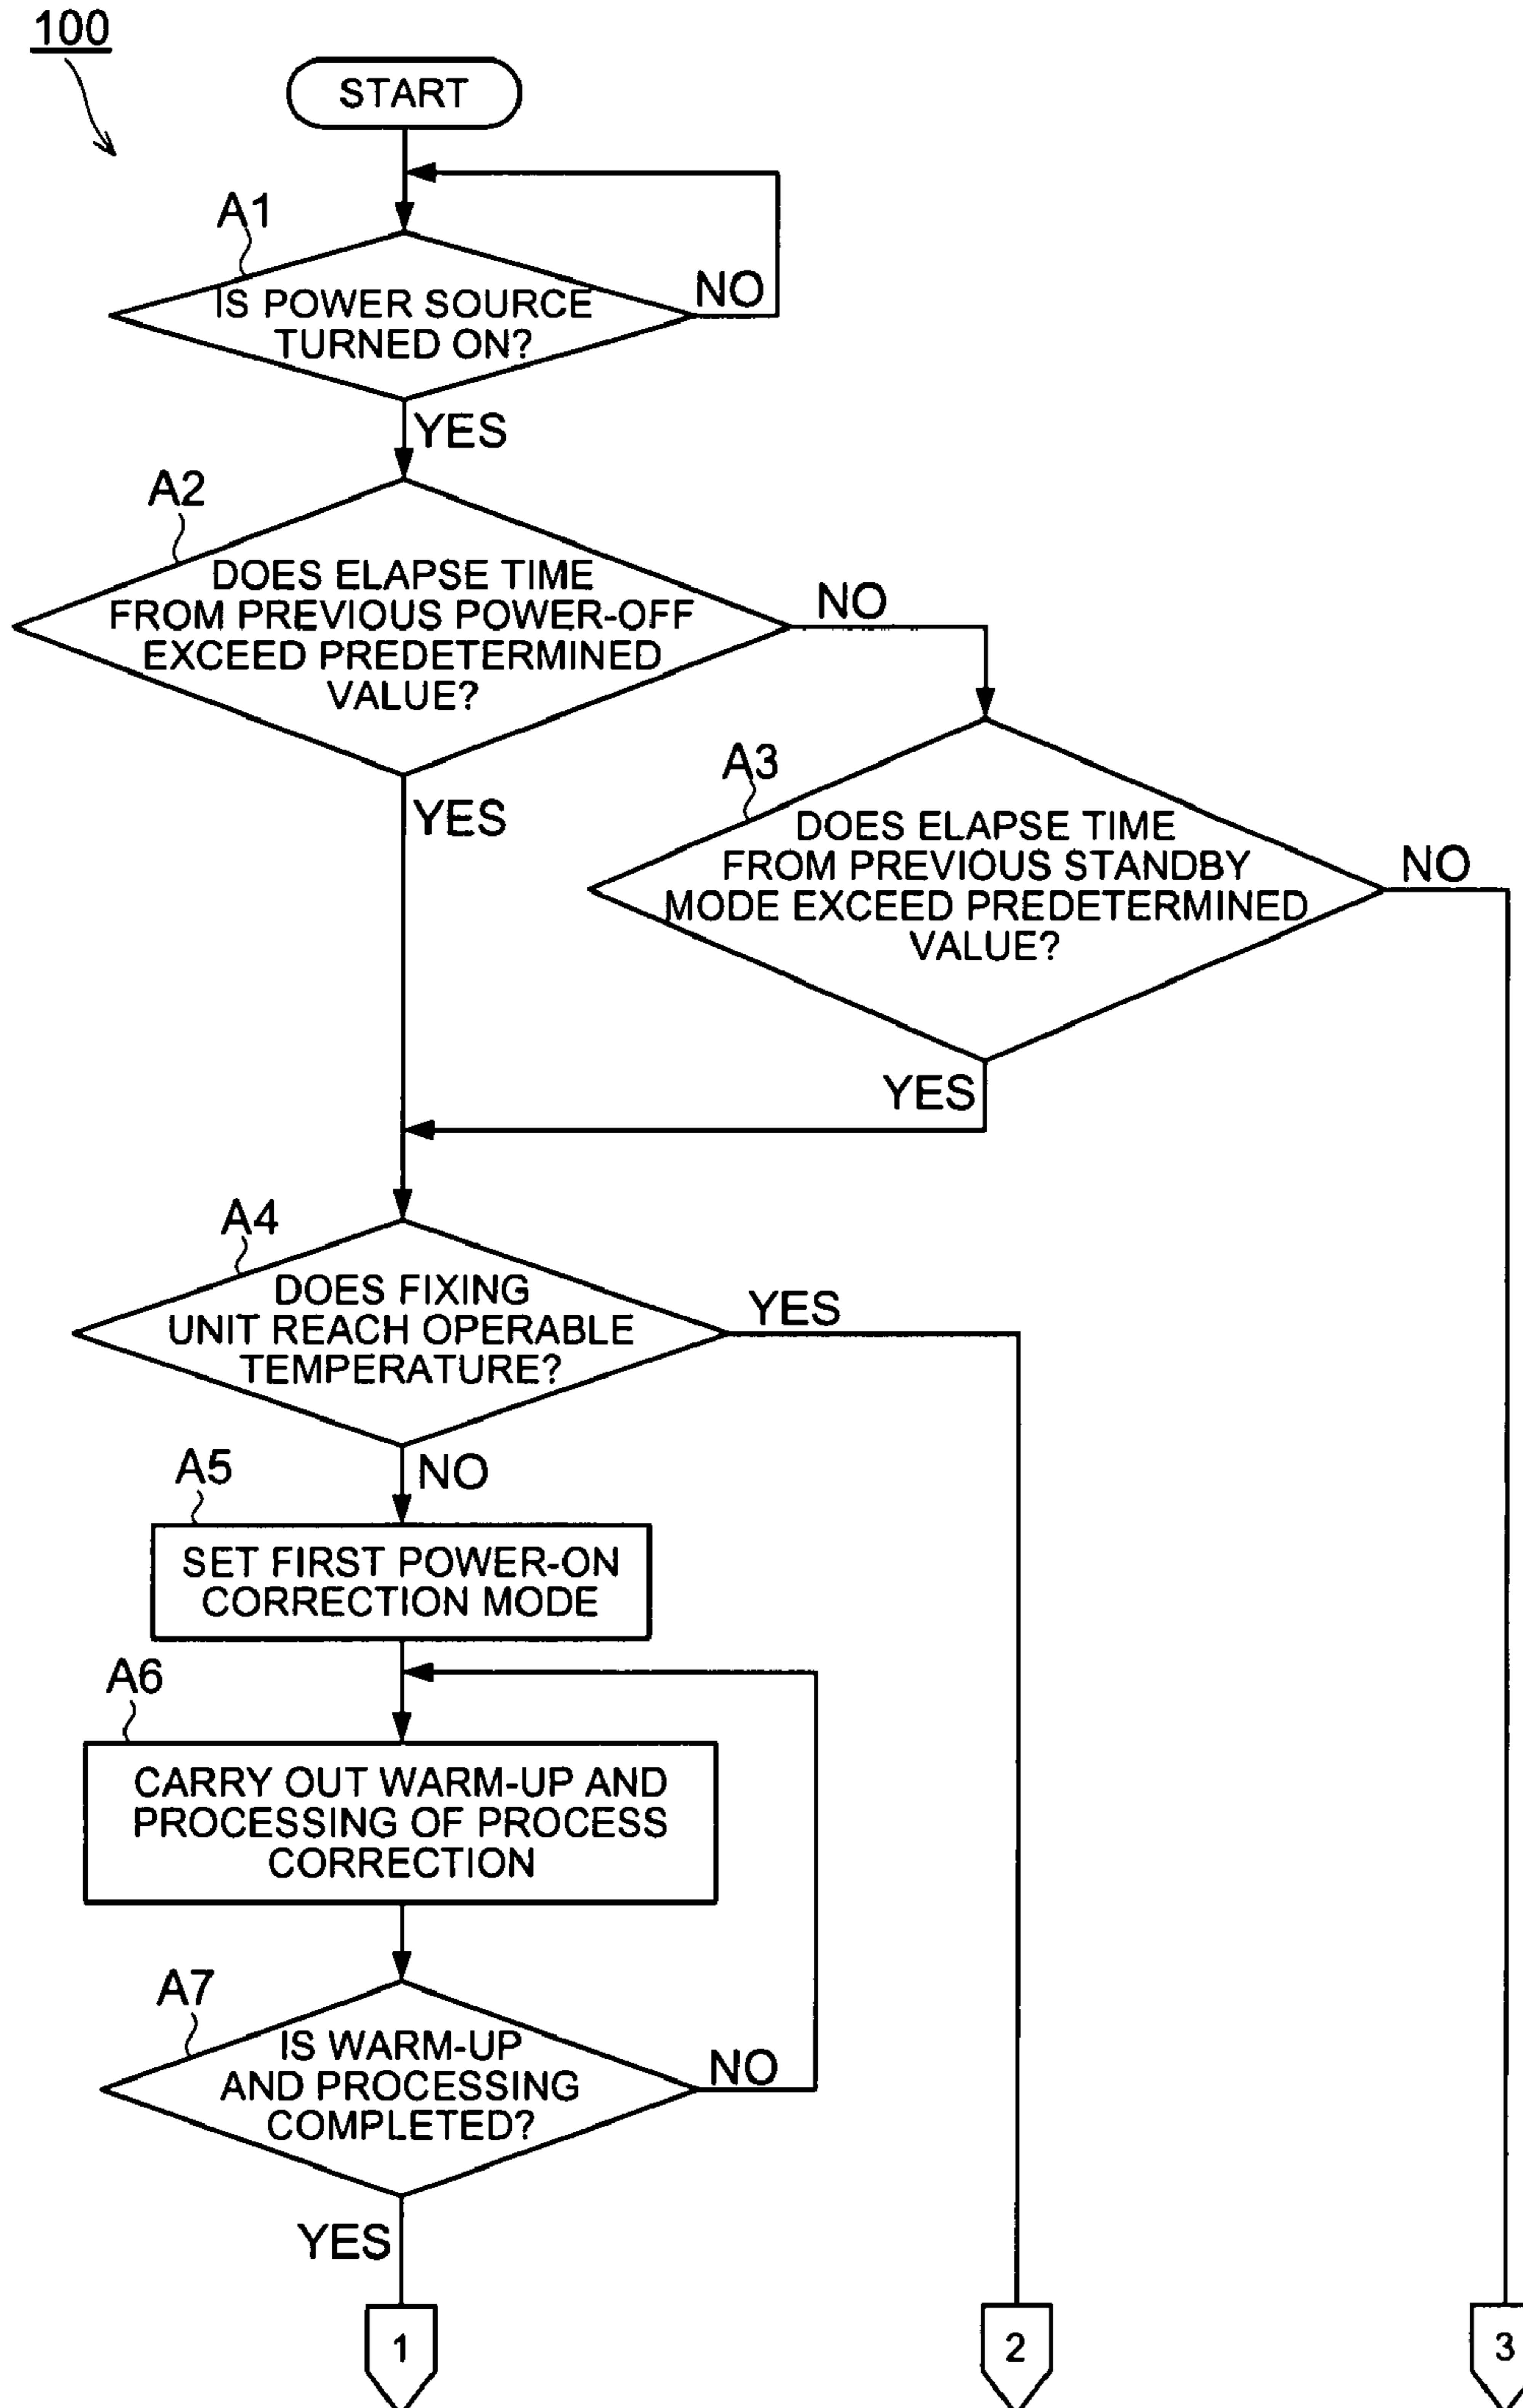 100
START
A1
IS POWER SOURCE
TURNED ON?
NO
YES
A2
DOES ELAPSE TIME
FROM PREVIOUS POWER-OFF
EXCEED PREDETERMINED
VALUE?
NO
YES
A3
DOES ELAPSE TIME
FROM PREVIOUS STANDBY
MODE EXCEED PREDETERMINED
VALUE?
NO
YES
A4
DOES FIXING
UNIT REACH OPERABLE
TEMPERATURE?
YES
NO
A5
SET FIRST POWER-ON
CORRECTION MODE
A6
CARRY OUT WARM-UP AND
PROCESSING OF PROCESS
CORRECTION
A7
IS WARM-UP
AND PROCESSING
COMPLETED?
NO
YES
1
2
3